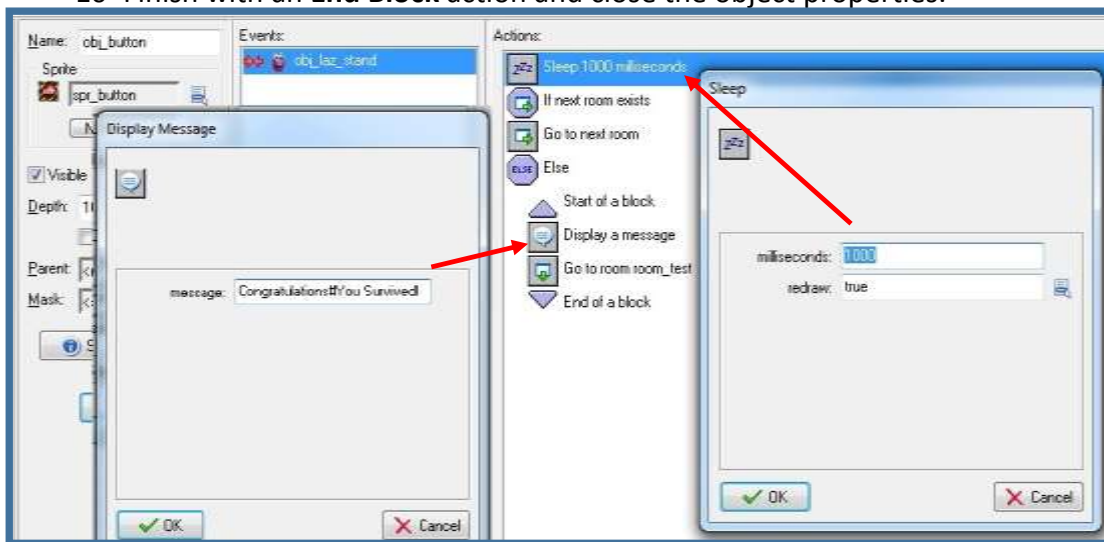 Finish with an End Block action and close the object properties.
Name: obj_button
Sprite
spr_button
N
Visible
Depth:
Parent:
Mask:
S
Events:
obj_laz_stand
Actions:
Sleep 1000 miliseconds
If next room exists
Go to next room
ELSE Else
Start of a block
Display a message
Go to room room_test
End of a block
Display Message
message: Congratulations#You Survived!
OK
Cancel
Sleep
milliseconds: 1000
redraw: true
OK
Cancel